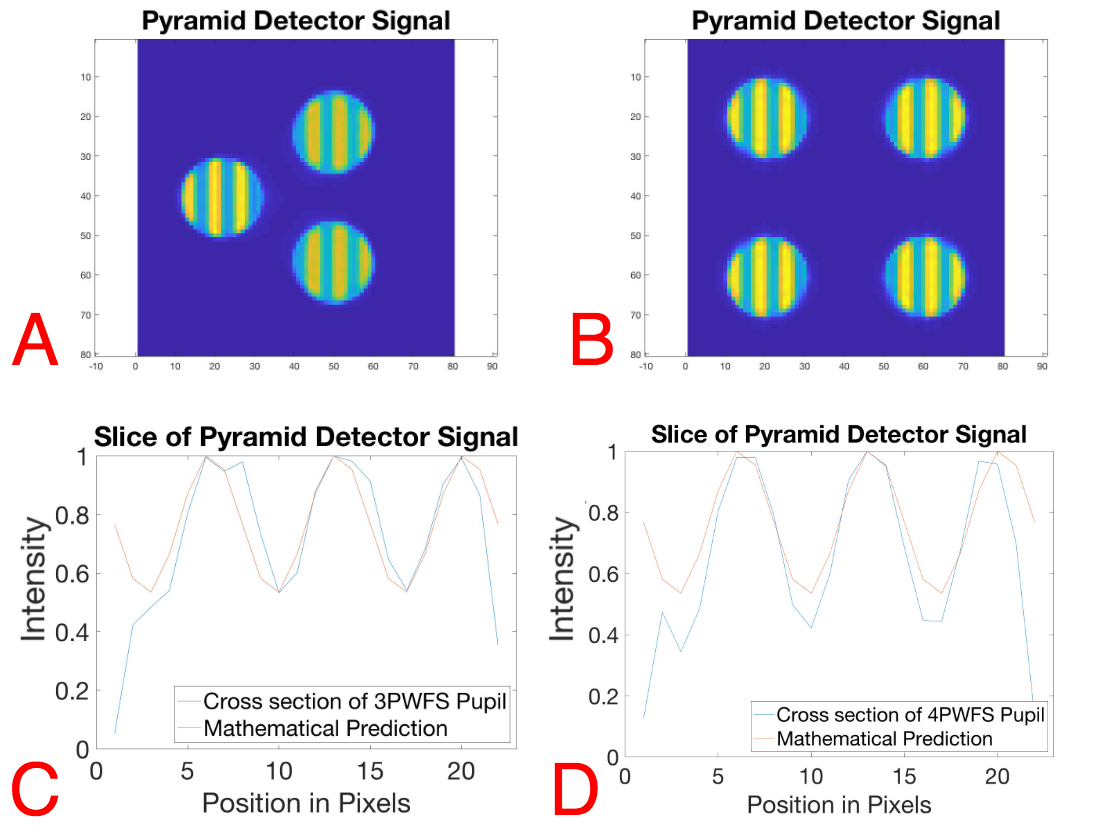 Pyramid Detector Signal
10
20
30
40
50
60
70
80
-10 0 10 20 30 40 50 60 70 80 90
A
Pyramid Detector Signal
10
20
30
40
50
60
70
80
-10 0 10 20 30 40 50 60 70 80 90
B
Slice of Pyramid Detector Signal
1
0.8
0.6
0.4
0.2
0
Intensity
Cross section of 3PWFS Pupil
Mathematical Prediction
0 5 10 15 20
Position in Pixels
C
Slice of Pyramid Detector Signal
1
0.8
0.6
0.4
0.2
0
Intensity
Cross section of 4PWFS Pupil
Mathematical Prediction
0 5 10 15 20
Position in Pixels
D